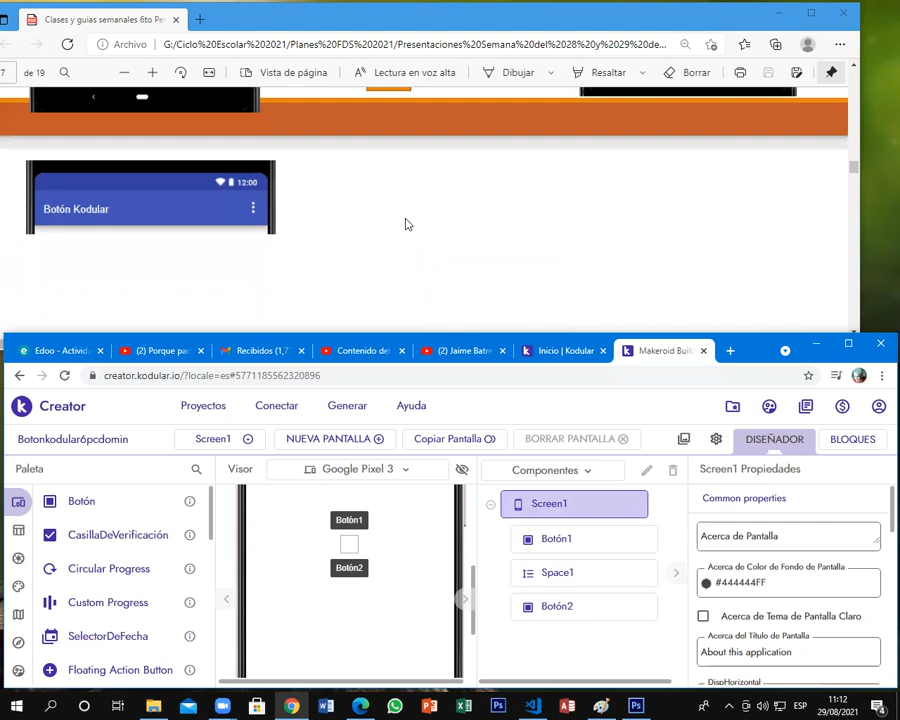 Clases y guias semanales 6to Pe
Archivo G:/Ciclo%20Escolar%202021/Planes%20FDS%202021/Presentaciones%20Semana%20del%2028%20y%2029%20de...
7 de 19 Vista de página Lectura en voz alta Dibujar Resaltar Borrar
12:00
Botón Kodular
Edoo - Activida
(2) Porque pa
Recibidos (1,7
Contenido del
(2) Jaime Batre
Inicio | Kodular
Makeroid Buil
creator.kodular.io/?locale=es#5771185562320896
Creator Proyectos Conectar Generar Ayuda
Botonkodular6pcdomin Screen1 NUEVA PANTALLA Copiar Pantalla BORRAR PANTALLA DISEÑADOR BLOQUES
Paleta
Visor Google Pixel 3
Componentes
Screen1 Propiedades
Botón
CasillaDeVerificación
Circular Progress
Custom Progress
SelectorDeFecha
Floating Action Button
Botón1
Botón2
Screen1
Botón1
Space1
Botón2
Common properties
Acerca de Pantalla
Acerca de Color de Fondo de Pantalla
#444444FF
Acerca de Tema de Pantalla Claro
Acerca del Título de Pantalla
About this application
DispHorizontal
ESP
11:12
29/08/2021
4